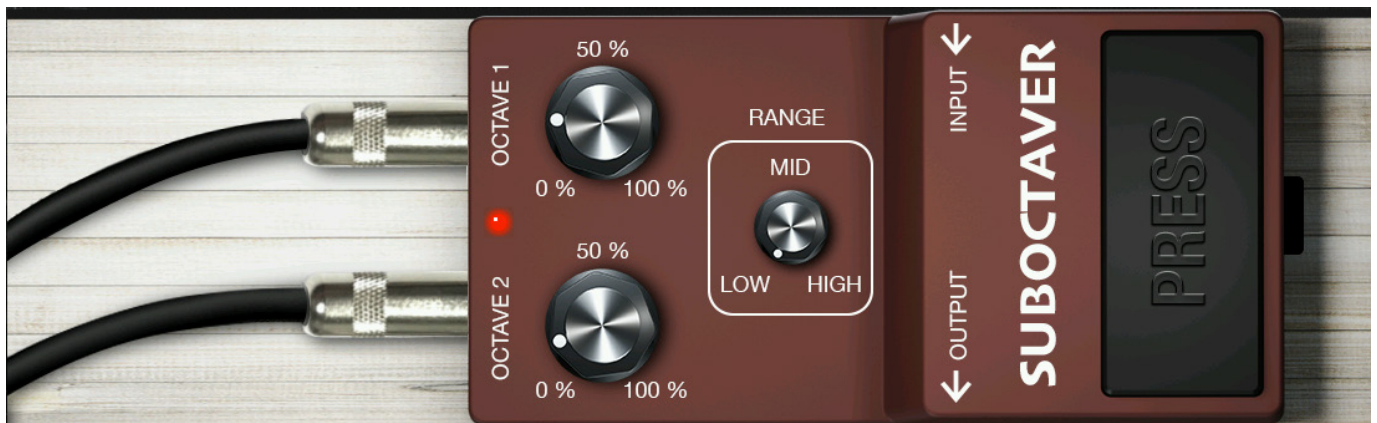 OCTAVE 1
50 %
0 %
100 %
OCTAVE 2
50 %
0 %
100 %
RANGE
MID
LOW
HIGH
INPUT
OUTPUT
SUBOCTAVER
PRESS